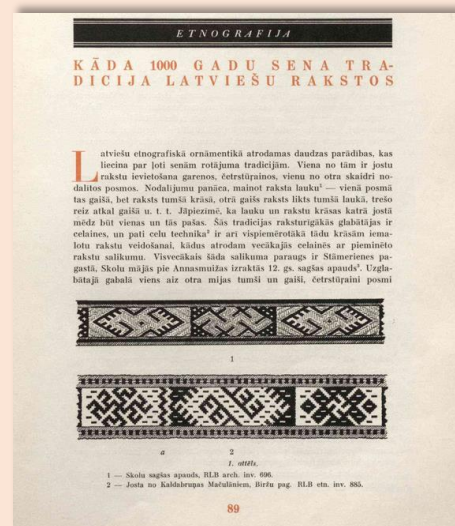 ETNOGRAFIJA
KĀDA 1000 GADU SENA TRA-
DICIJA LATVIEŠU RAKSTOS
Latviešu etnografiskā ornāmentikā atrodamas daudzas parādības, kas
liecina par ļoti senām rotājuma tradicijām. Viena no tām ir jostu
rakstu ievietošana garenos, četrstūrainos, vienu no otra skaidri no-
dalītos posmos. Nodalījumu panāca, mainot raksta lauku¹ — vienā posmā
tas gaišā, bet raksts tumšā krāsā, otrā gaišs raksts likts tumšā laukā, trešo
reiz atkal gaišā u. t. t. Jāpiezīmē, ka lauku un rakstu krāsas katrā jostā
mēdz būt vienas un tās pašas. Šās tradicijas raksturīgākās glabātājas ir
celaines, un pati celu technika² ir arī vispiemērotākā tādu krāsām iema-
lotu rakstu veidošanai, kādus atrodam vecākajās celainēs ar pieminēto
rakstu salikumu. Visvecākais šāda salikuma paraugs ir Stāmerienes pa-
gastā, Skolu mājās pie Annasmuižas izraktās 12. gs. sagšas apauds³. Uzgla-
bātajā gabalā viens aiz otra mijas tumši un gaiši, četrstūraini posmi
1
a 2
1. attēls.
1 — Skolu sagšas apauds, RLB arch. inv. 696.
2 — Josta no Kaldabruņas Mačulāniem, Biržu pag. RLB etn. inv. 885.
89